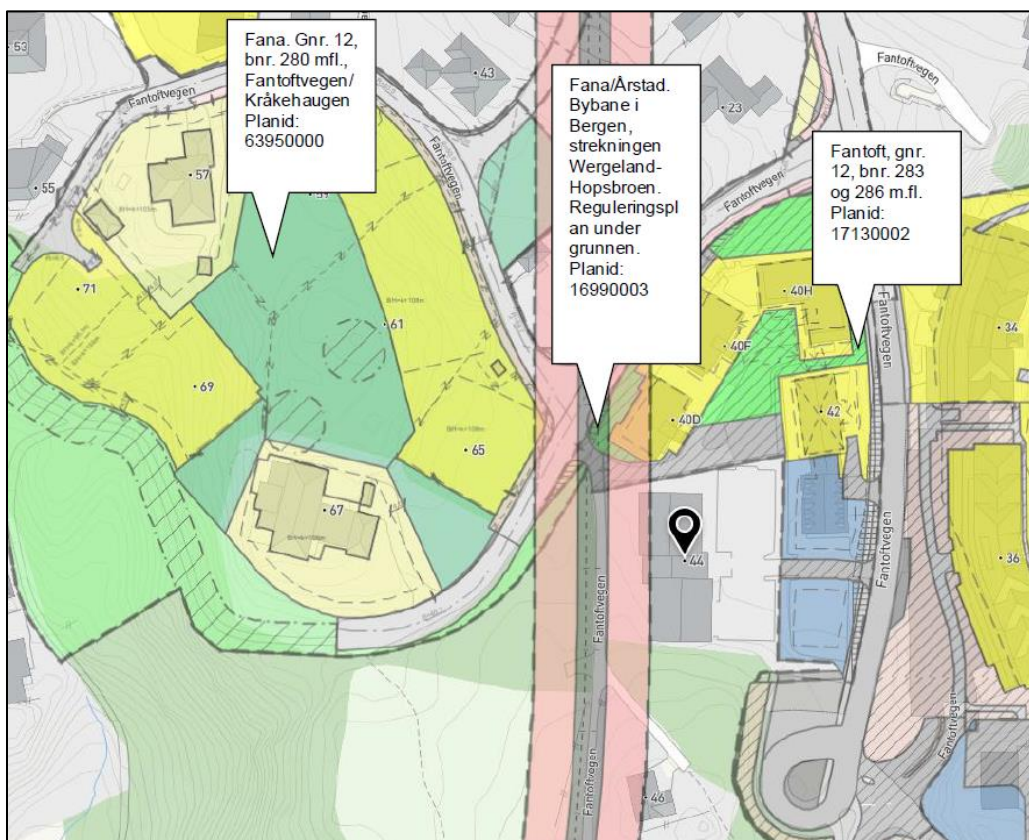 Fana. Gnr. 12,
bnr. 280 mfl.,
Fantoftvegen/
Kråkehaugen
Planid:
63950000
Fana/Årstad.
Bybane i
Bergen,
strekningen
Wergeland-
Hopsbroen.
Reguleringspl
an under
grunnen.
Planid:
16990003
Fantoft, gnr.
12, bnr. 283
og 286 m.fl.
Planid:
17130002
53
55
57
43
23
71
69
61
65
67
40H
40F
40D
42
34
36
44
46
Fantoftvegen
Fantoftvegen
Fantoftvegen
Fantoftvegen
Fantoftvegen
Fantoftvegen
Fantoftvegen
Fantoftvegen
Fantoftvegen